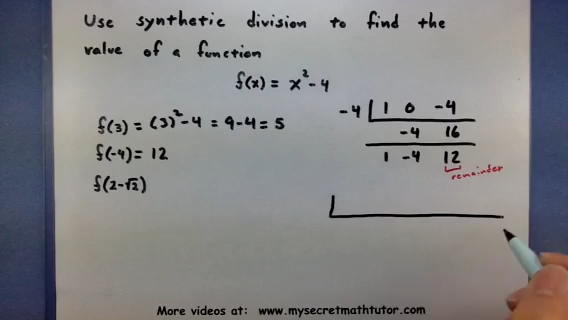 Use synthetic division to find the
value of a function
f(x) = x² - 4
f(3) = (3)² - 4 = 9 - 4 = 5
f(-4) = 12
f(2-√2)
-4 | 1 0 -4
-4 16
1 -4 12
remainder
More videos at: www.mysecretmathtutor.com